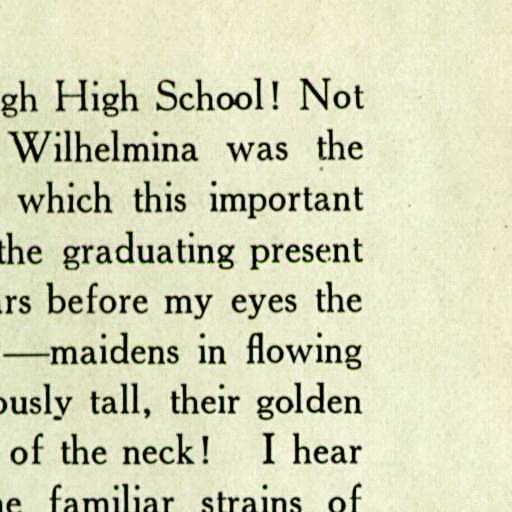 gh High School! Not
Wilhelmina was the
which this important
the graduating present
rs before my eyes the
—maidens in flowing
ously tall, their golden
of the neck! I hear
familiar strains of